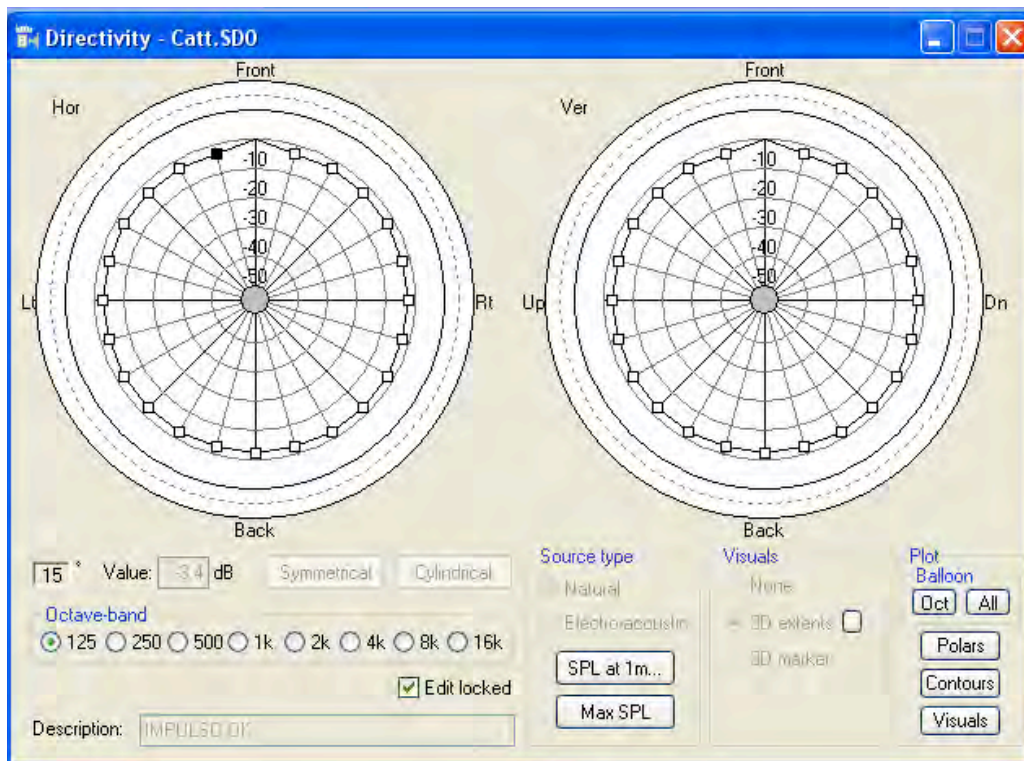 Directivity - Catt.SD0
Front Front
Hor Ver
-10 -10
-20 -20
-30 -30
-40 -40
-50 -50
Lt Rt Up Dn
Back Back
15 ° Value: -3.4 dB Symmetrical Cylindrical
Octave-band
125 250 500 1k 2k 4k 8k 16k
Edit locked
Description: IMPULSO OK
Source type
Natural
Electroacoustic
SPL at 1m...
Max SPL
Visuals
None
3D extents
3D marker
Plot
Balloon
Oct All
Polars
Contours
Visuals